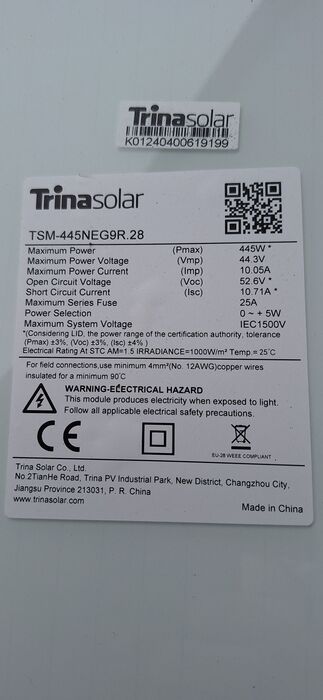 Trinasolar
K01240400619199
Trinasolar
TSM-445NEG9R.28
Maximum Power (Pmax) 445W *
Maximum Power Voltage (Vmp) 44.3V
Maximum Power Current (Imp) 10.05A
Open Circuit Voltage (Voc) 52.6V *
Short Circuit Current (Isc) 10.71A *
Maximum Series Fuse 25A
Power Selection 0 ~ + 5W
Maximum System Voltage IEC1500V
*(Considering LID, the power range of the certification authority, tolerance
(Pmax) ±3%, (Voc) ±3%, (Isc) ±4% )
Electrical Rating At STC AM=1.5 IRRADIANCE=1000W/m² Temp.= 25°C
For field connections,use minimum 4mm²(No. 12AWG)copper wires
insulated for a minimum 90°C
WARNING-ELECTRICAL HAZARD
This module produces electricity when exposed to light.
Follow all applicable electrical safety precautions.
CE
EU-28 WEEE COMPLIANT
Trina Solar Co., Ltd.
No.2TianHe Road, Trina PV Industrial Park, New District, Changzhou City,
Jiangsu Province 213031, P. R. China
www.trinasolar.com
Made in China